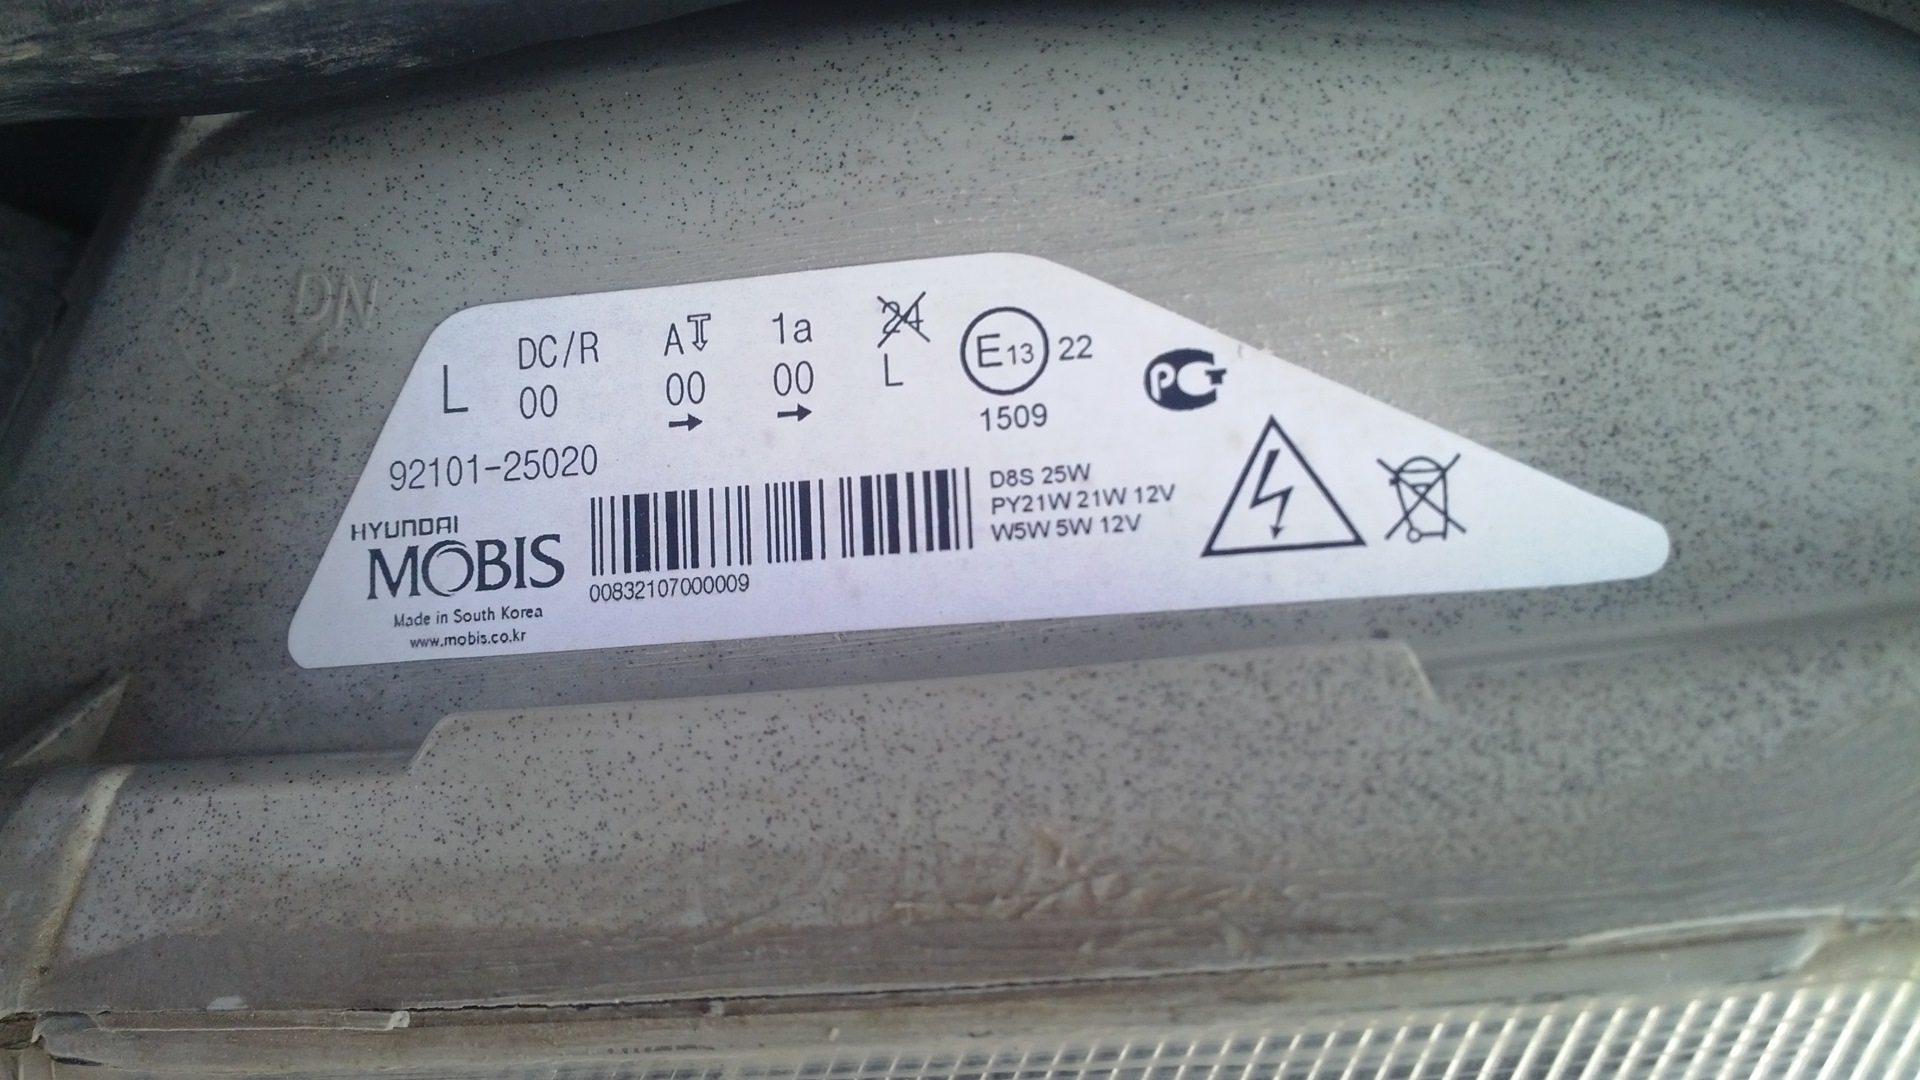 UP DN
L DC/R A 1a 24 E13 22
00 00 00 L 1509
92101-25020
PCT
HYUNDAI
MOBIS
Made in South Korea
www.mobis.co.kr
00832107000009
D8S 25W
PY21W 21W 12V
W5W 5W 12V